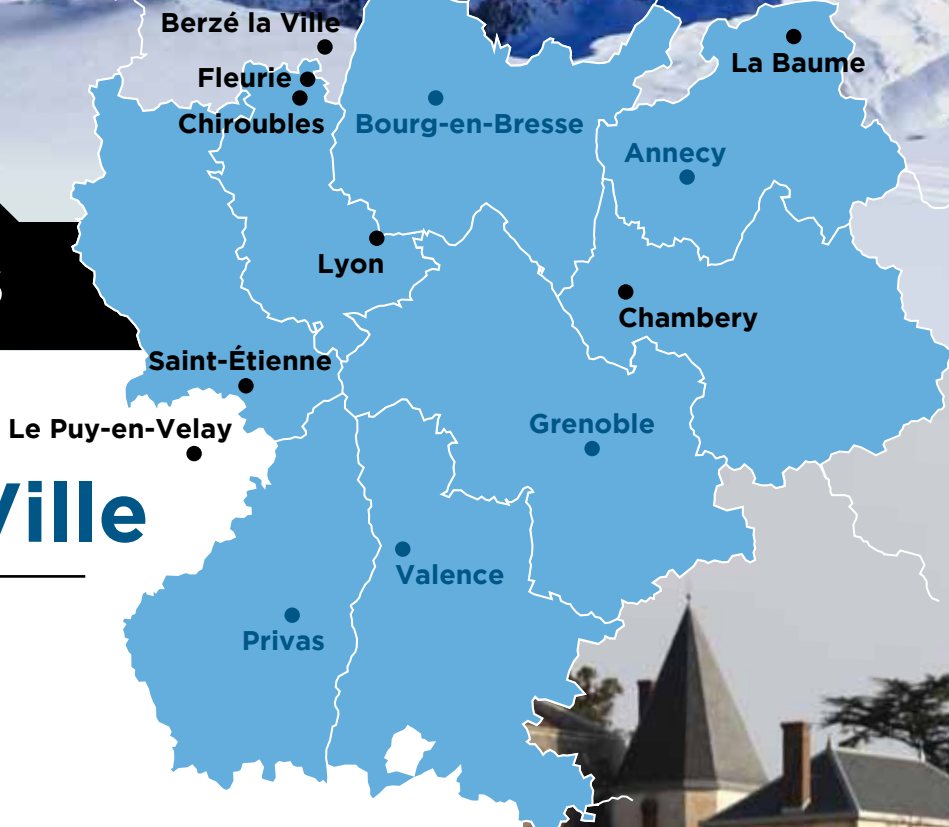 Berzé la Ville
La Baume
Fleurie
Chiroubles
Bourg-en-Bresse
Annecy
Lyon
Chambery
Saint-Étienne
Grenoble
Le Puy-en-Velay
Ville
Valence
Privas